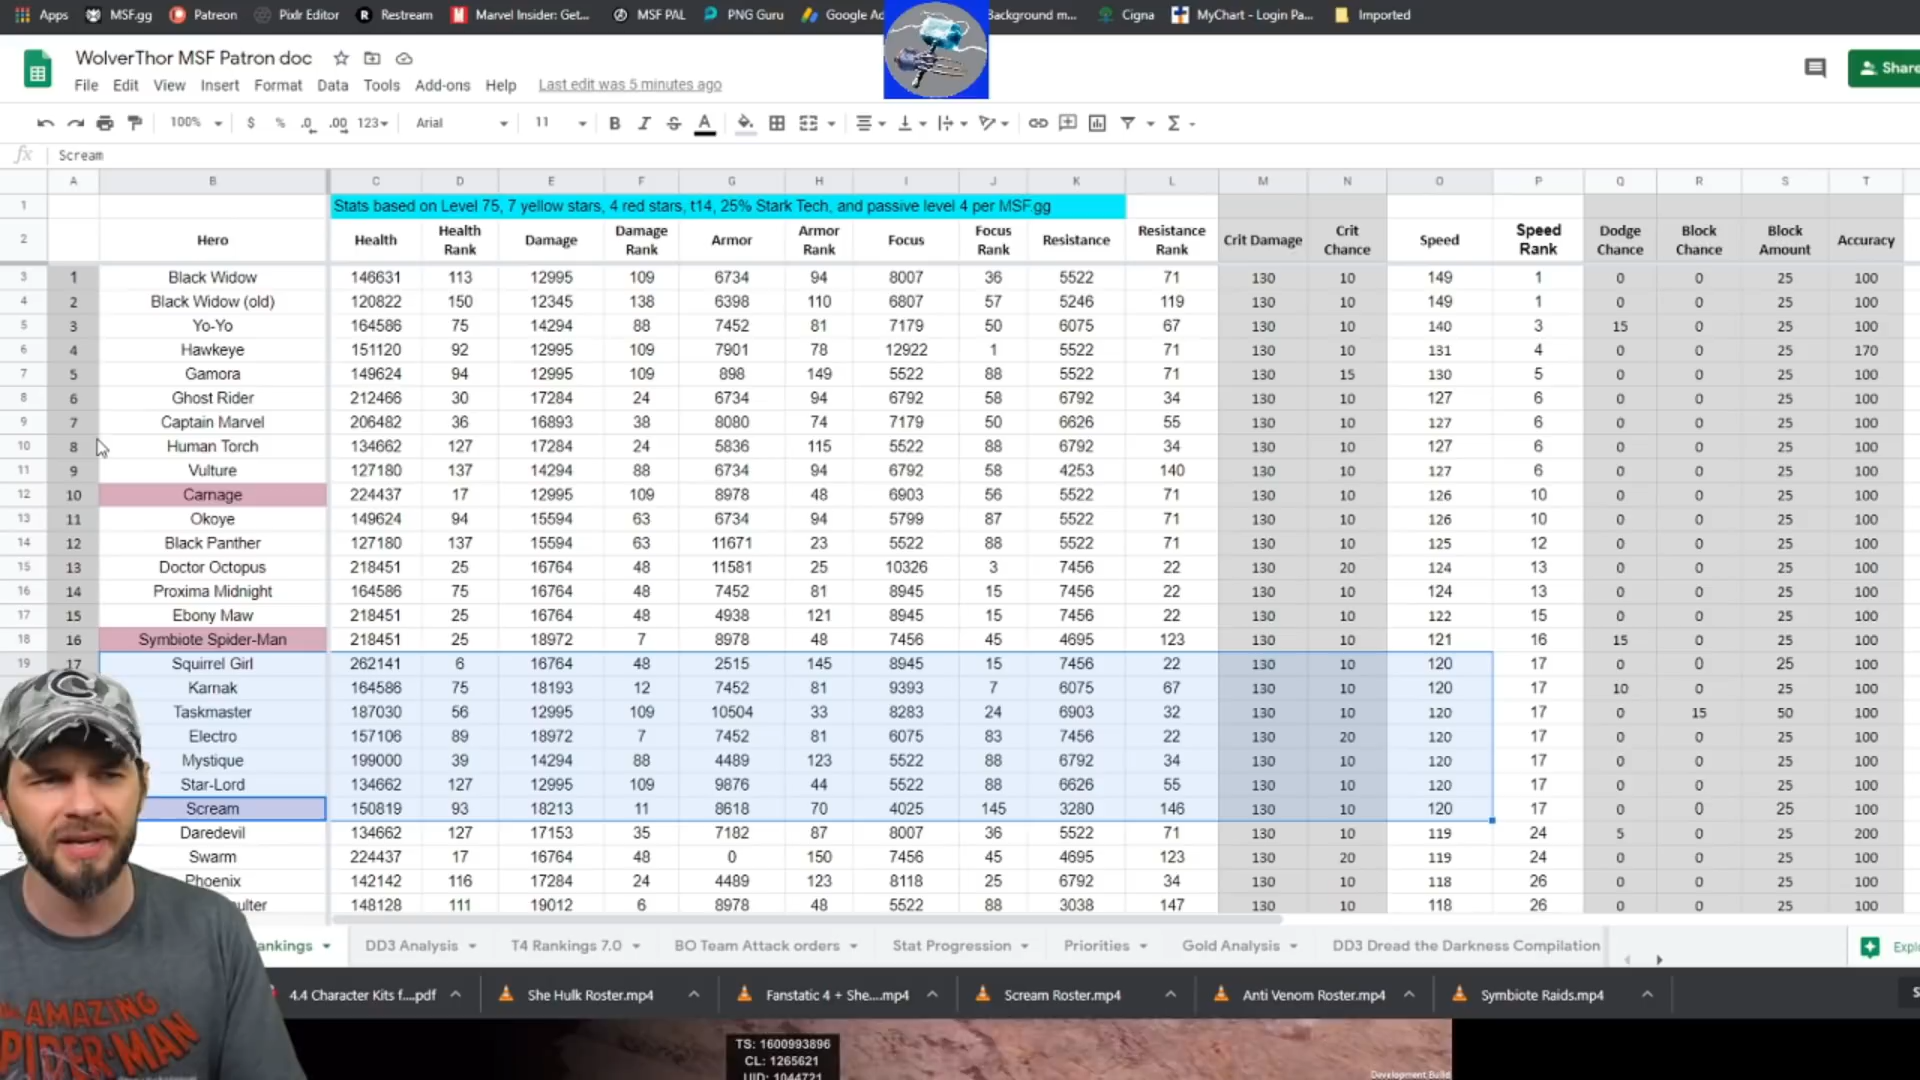 Apps MSF.gg Patreon Pixlr Editor Restream Marvel Insider: Get... MSF PAL PNG Guru Google Ad Background m... Cigna MyChart - Login Pa... Imported
WolverThor MSF Patron doc
Share
File Edit View Insert Format Data Tools Add-ons Help Last edit was 5 minutes ago
100% $ % .0 .00 123 Arial 11 B I S A
fx Scream
A B C D E F G H I J K L M N O P Q R S T
1 Stats based on Level 75, 7 yellow stars, 4 red stars, t14, 25% Stark Tech, and passive level 4 per MSF.gg
2 Hero Health Health Rank Damage Damage Rank Armor Armor Rank Focus Focus Rank Resistance Resistance Rank Crit Damage Crit Chance Speed Speed Rank Dodge Chance Block Chance Block Amount Accuracy
3 1 Black Widow 146631 113 12995 109 6734 94 8007 36 5522 71 130 10 149 1 0 0 25 100
4 2 Black Widow (old) 120822 150 12345 138 6398 110 6807 57 5246 119 130 10 149 1 0 0 25 100
5 3 Yo-Yo 164586 75 14294 88 7452 81 7179 50 6075 67 130 10 140 3 15 0 25 100
6 4 Hawkeye 151120 92 12995 109 7901 78 12922 1 5522 71 130 10 131 4 0 0 25 170
7 5 Gamora 149624 94 12995 109 898 149 5522 88 5522 71 130 15 130 5 0 0 25 100
8 6 Ghost Rider 212466 30 17284 24 6734 94 6792 58 6792 34 130 10 127 6 0 0 25 100
9 7 Captain Marvel 206482 36 16893 38 8080 74 7179 50 6626 55 130 10 127 6 0 0 25 100
10 8 Human Torch 134662 127 17284 24 5836 115 5522 88 6792 34 130 10 127 6 0 0 25 100
11 9 Vulture 127180 137 14294 88 6734 94 6792 58 4253 140 130 10 127 6 0 0 25 100
12 10 Carnage 224437 17 12995 109 8978 48 6903 56 5522 71 130 10 126 10 0 0 25 100
13 11 Okoye 149624 94 15594 63 6734 94 5799 87 5522 71 130 10 126 10 0 0 25 100
14 12 Black Panther 127180 137 15594 63 11671 23 5522 88 5522 71 130 10 125 12 0 0 25 100
15 13 Doctor Octopus 218451 25 16764 48 11581 25 10326 3 7456 22 130 20 124 13 0 0 25 100
16 14 Proxima Midnight 164586 75 16764 48 7452 81 8945 15 7456 22 130 10 124 13 0 0 25 100
17 15 Ebony Maw 218451 25 16764 48 4938 121 8945 15 7456 22 130 10 122 15 0 0 25 100
18 16 Symbiote Spider-Man 218451 25 18972 7 8978 48 7456 45 4695 123 130 10 121 16 15 0 25 100
19 17 Squirrel Girl 262141 6 16764 48 2515 145 8945 15 7456 22 130 10 120 17 0 0 25 100
Karnak 164586 75 18193 12 7452 81 9393 7 6075 67 130 10 120 17 10 0 25 100
Taskmaster 187030 56 12995 109 10504 33 8283 24 6903 32 130 10 120 17 0 15 50 100
Electro 157106 89 18972 7 7452 81 6075 83 7456 22 130 20 120 17 0 0 25 100
Mystique 199000 39 14294 88 4489 123 5522 88 6792 34 130 10 120 17 0 0 25 100
Star-Lord 134662 127 12995 109 9876 44 5522 88 6626 55 130 10 120 17 0 0 25 100
Scream 150819 93 18213 11 8618 70 4025 145 3280 146 130 10 120 17 0 0 25 100
Daredevil 134662 127 17153 35 7182 87 8007 36 5522 71 130 10 119 24 5 0 25 200
Swarm 224437 17 16764 48 0 150 7456 45 4695 123 130 20 119 24 0 0 25 100
Phoenix 142142 116 17284 24 4489 123 8118 25 6792 34 130 10 118 26 0 0 25 100
ulter 148128 111 19012 6 8978 48 5522 88 3038 147 130 10 118 26 0 0 25 100
ankings DD3 Analysis T4 Rankings 7.0 BO Team Attack orders Stat Progression Priorities Gold Analysis DD3 Dread the Darkness Compilation Explo
4.4 Character Kits f....pdf She Hulk Roster.mp4 Fanstatic 4 + She....mp4 Scream Roster.mp4 Anti Venom Roster.mp4 Symbiote Raids.mp4
AMAZING
SPIDER-MAN
TS: 1600993896
CL: 1265621
UID: 1044721
Development Build